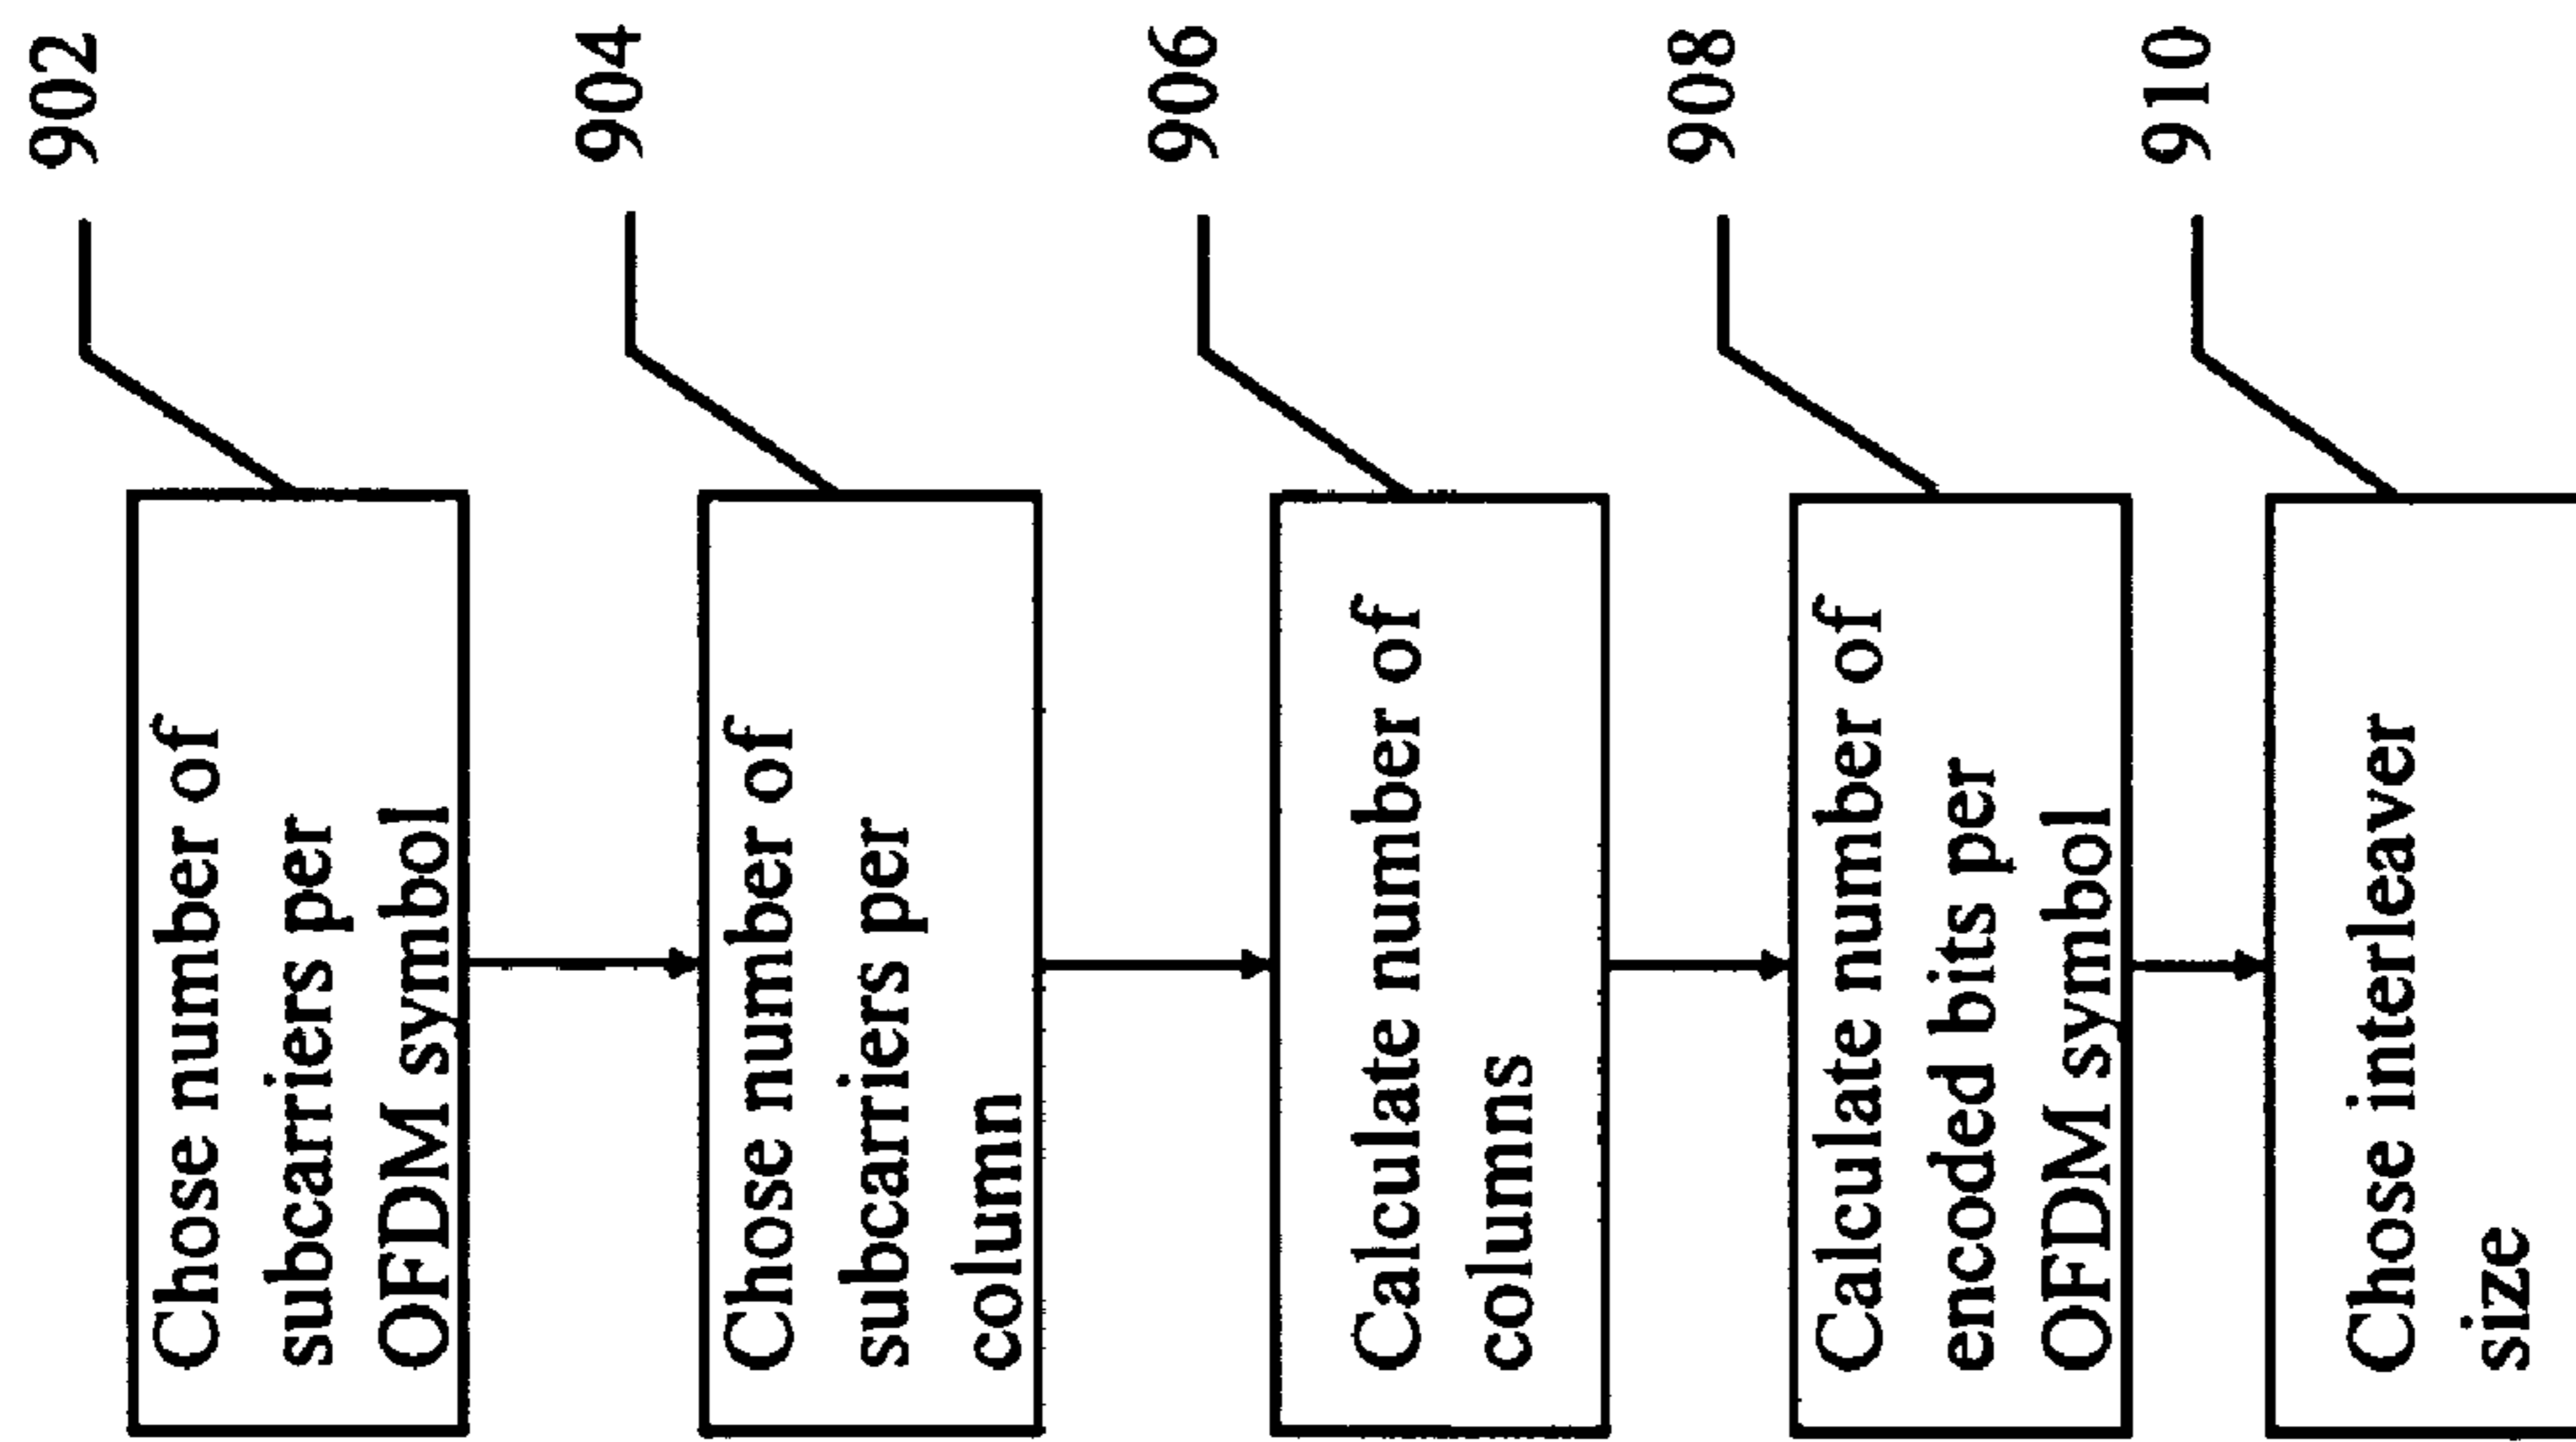 902
Chose number of
subcarriers per
OFDM symbol
904
Chose number of
subcarriers per
column
906
Calculate number of
columns
908
Calculate number of
encoded bits per
OFDM symbol
910
Chose interleaver
size